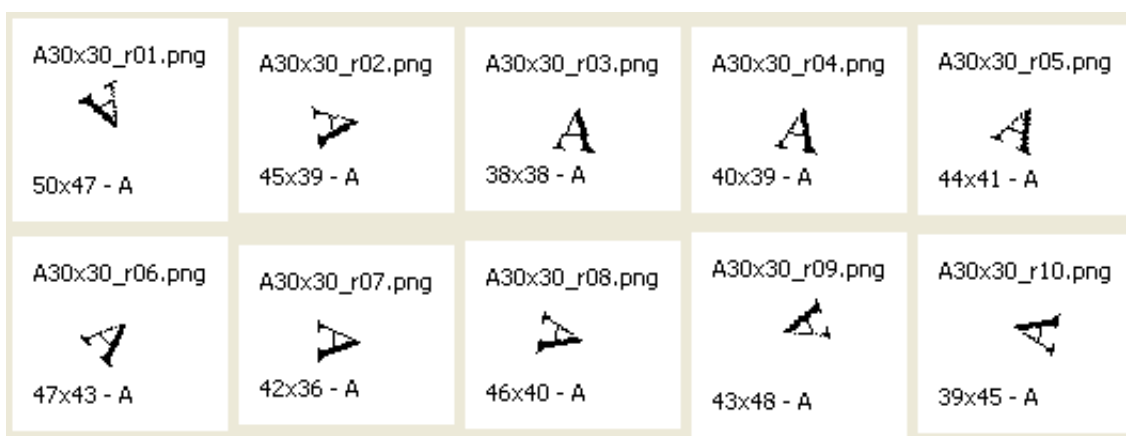 A30x30_r01.png
A
50x47 - A
A30x30_r02.png
A
45x39 - A
A30x30_r03.png
A
38x38 - A
A30x30_r04.png
A
40x39 - A
A30x30_r05.png
A
44x41 - A
A30x30_r06.png
A
47x43 - A
A30x30_r07.png
A
42x36 - A
A30x30_r08.png
A
46x40 - A
A30x30_r09.png
A
43x48 - A
A30x30_r10.png
A
39x45 - A